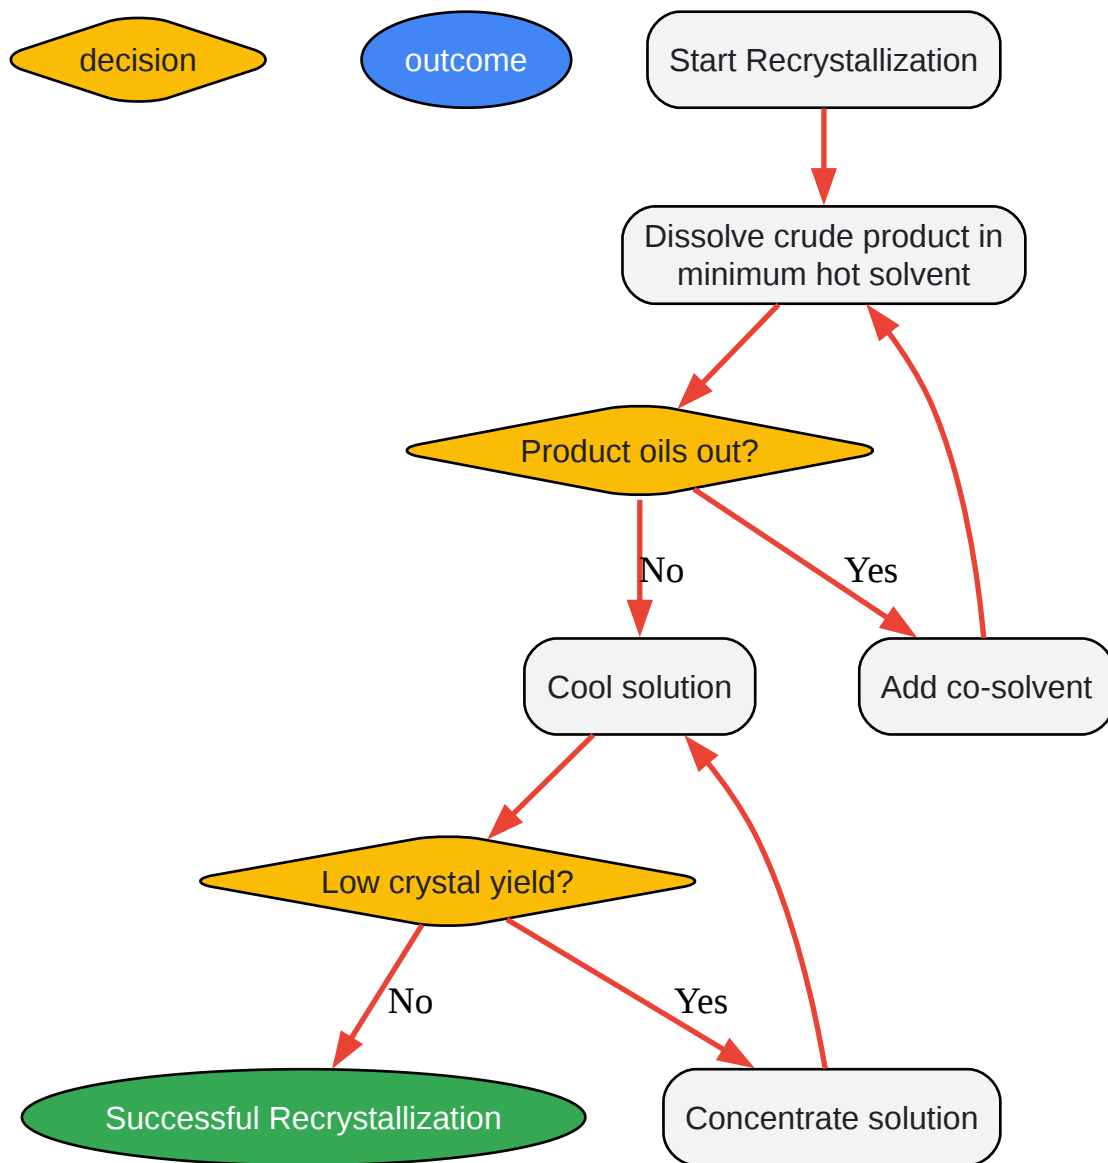 decision
outcome
Start Recrystallization
Dissolve crude product in
minimum hot solvent
Product oils out?
No
Yes
Cool solution
Add co-solvent
Low crystal yield?
No
Yes
Successful Recrystallization
Concentrate solution